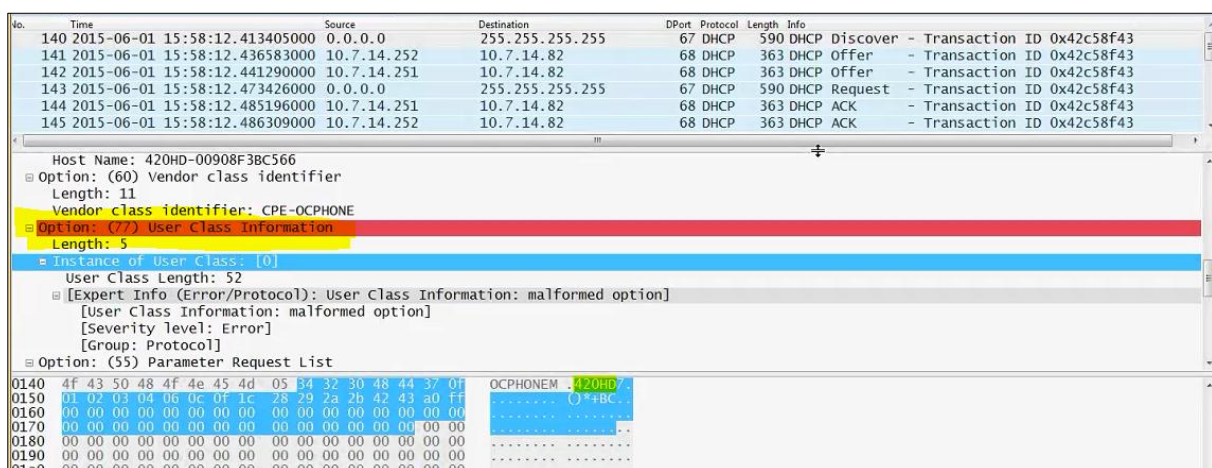 No. Time Source Destination DPort Protocol Length Info
140 2015-06-01 15:58:12.413405000 0.0.0.0 255.255.255.255 67 DHCP 590 DHCP Discover - Transaction ID 0x42c58f43
141 2015-06-01 15:58:12.436583000 10.7.14.252 10.7.14.82 68 DHCP 363 DHCP Offer - Transaction ID 0x42c58f43
142 2015-06-01 15:58:12.441290000 10.7.14.251 10.7.14.82 68 DHCP 363 DHCP Offer - Transaction ID 0x42c58f43
143 2015-06-01 15:58:12.473426000 0.0.0.0 255.255.255.255 67 DHCP 590 DHCP Request - Transaction ID 0x42c58f43
144 2015-06-01 15:58:12.485196000 10.7.14.251 10.7.14.82 68 DHCP 363 DHCP ACK - Transaction ID 0x42c58f43
145 2015-06-01 15:58:12.486309000 10.7.14.252 10.7.14.82 68 DHCP 363 DHCP ACK - Transaction ID 0x42c58f43
Host Name: 420HD-00908F3BC566
Option: (60) Vendor class identifier
Length: 11
Vendor class identifier: CPE-OCPHONE
Option: (77) User Class Information
Length: 5
Instance of User Class: [0]
User Class Length: 52
[Expert Info (Error/Protocol): User Class Information: malformed option]
[User Class Information: malformed option]
[Severity level: Error]
[Group: Protocol]
Option: (55) Parameter Request List
0140 4f 43 50 48 4f 4e 45 4d 05 34 32 30 48 44 37 0f OCPHONEM .420HD7.
0150 01 02 03 04 06 0c 0f 1c 28 29 2a 2b 42 43 a0 ff ........ ()*+BC..
0160 00 00 00 00 00 00 00 00 00 00 00 00 00 00 00 00 ........ ........
0170 00 00 00 00 00 00 00 00 00 00 00 00 00 00 00 00 ........ ........
0180 00 00 00 00 00 00 00 00 00 00 00 00 00 00 00 00 ........ ........
0190 00 00 00 00 00 00 00 00 00 00 00 00 00 00 00 00 ........ ........